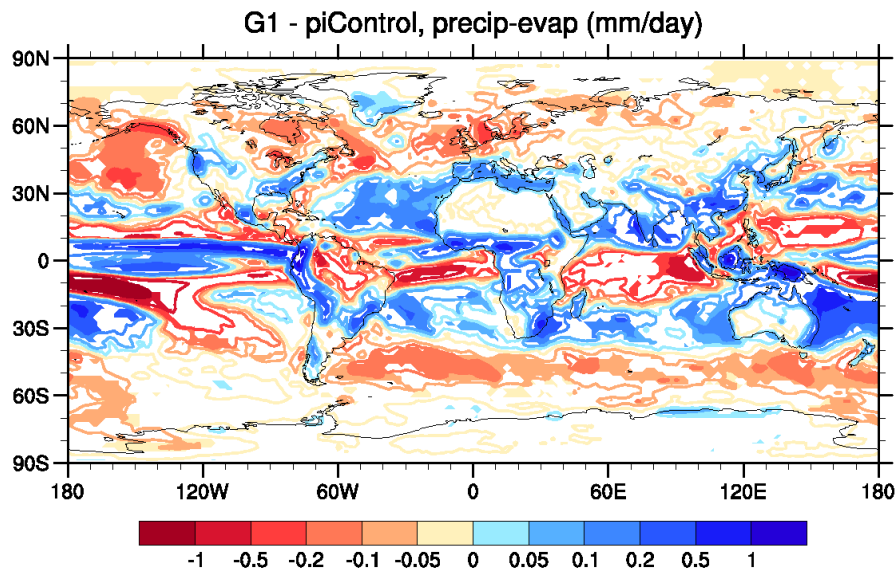 G1 - piControl, precip-evap (mm/day)
90N
60N
30N
0
30S
60S
90S
180 120W 60W 0 60E 120E 180
-1 -0.5 -0.2 -0.1 -0.05 0 0.05 0.1 0.2 0.5 1